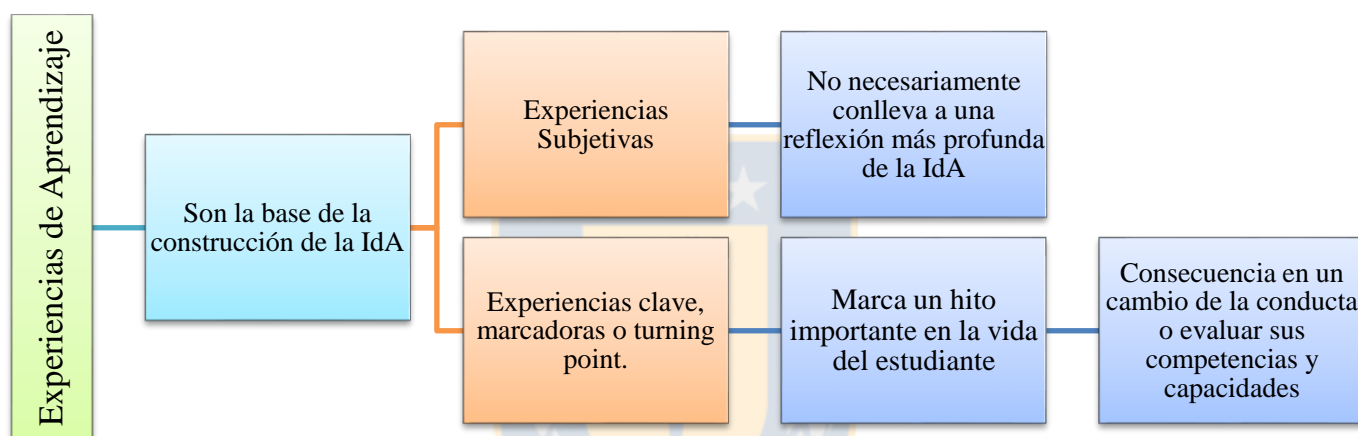 Experiencias de Aprendizaje
Son la base de la
construcción de la IdA
Experiencias
Subjetivas
No necesariamente
conlleva a una
reflexión más profunda
de la IdA
Experiencias clave,
marcadoras o turning
point.
Marca un hito
importante en la vida
del estudiante
Consecuencia en un
cambio de la conducta
o evaluar sus
competencias y
capacidades